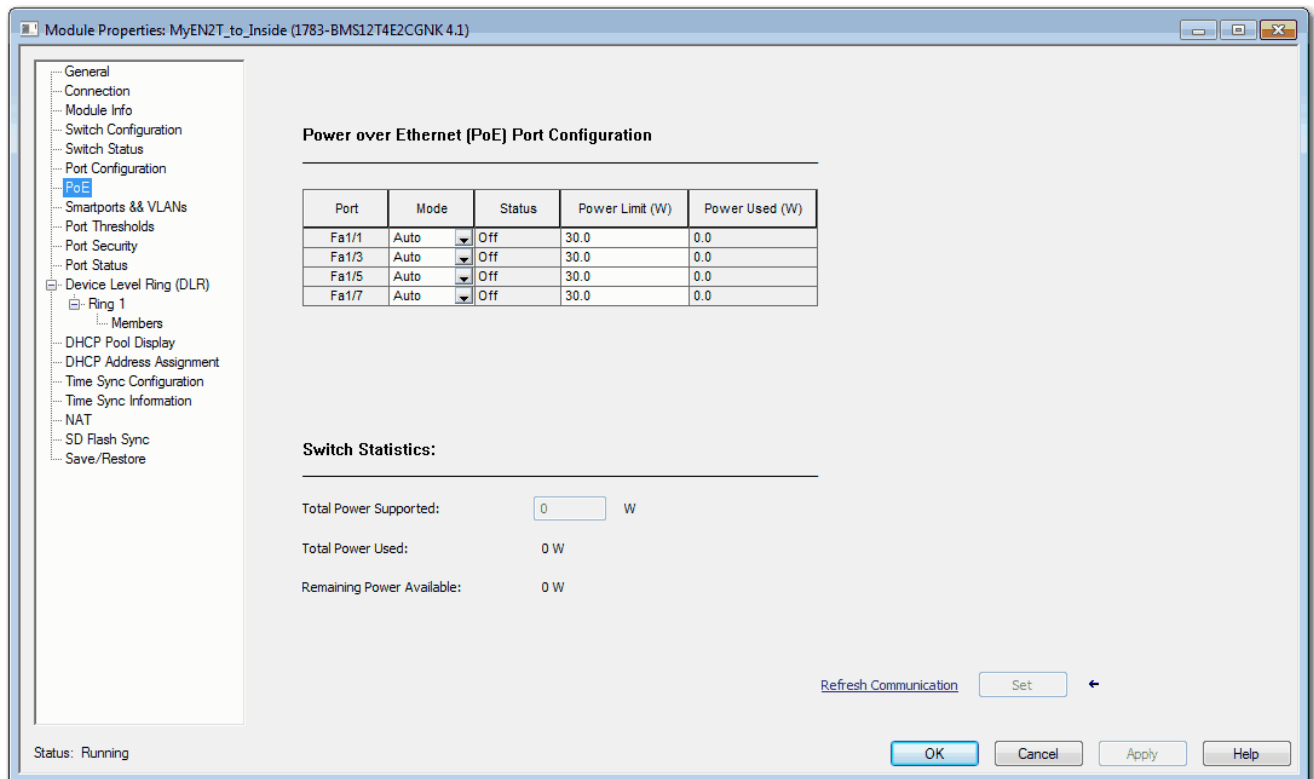 Module Properties: MyEN2T_to_Inside (1783-BMS12T4E2CGNK 4.1)
General
Connection
Module Info
Switch Configuration
Switch Status
Port Configuration
PoE
Smartports && VLANs
Port Thresholds
Port Security
Port Status
Device Level Ring (DLR)
Ring 1
Members
DHCP Pool Display
DHCP Address Assignment
Time Sync Configuration
Time Sync Information
NAT
SD Flash Sync
Save/Restore
Power over Ethernet (PoE) Port Configuration
Port Mode Status Power Limit (W) Power Used (W)
Fa1/1 Auto Off 30.0 0.0
Fa1/3 Auto Off 30.0 0.0
Fa1/5 Auto Off 30.0 0.0
Fa1/7 Auto Off 30.0 0.0
Switch Statistics:
Total Power Supported: 0 W
Total Power Used: 0 W
Remaining Power Available: 0 W
Refresh Communication Set
Status: Running
OK Cancel Apply Help